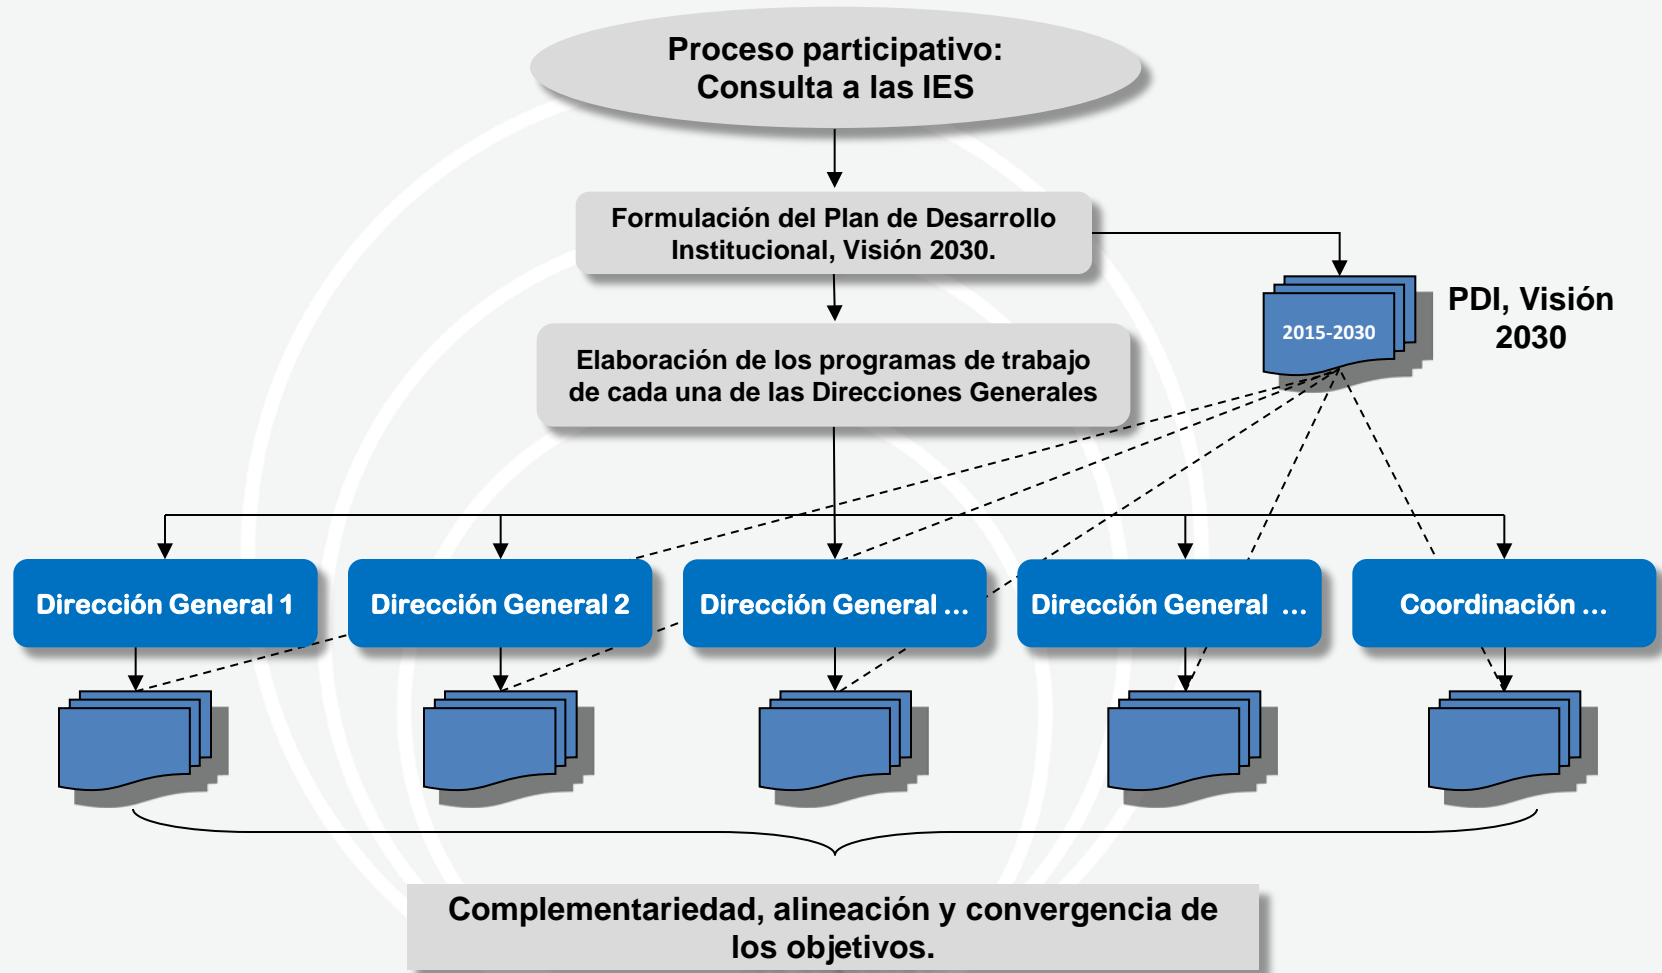 Proceso participativo:
Consulta a las IES
Formulación del Plan de Desarrollo
Institucional, Visión 2030.
2015-2030
PDI, Visión
2030
Elaboración de los programas de trabajo
de cada una de las Direcciones Generales
Dirección General 1
Dirección General 2
Dirección General ...
Dirección General ...
Coordinación ...
Complementariedad, alineación y convergencia de
los objetivos.